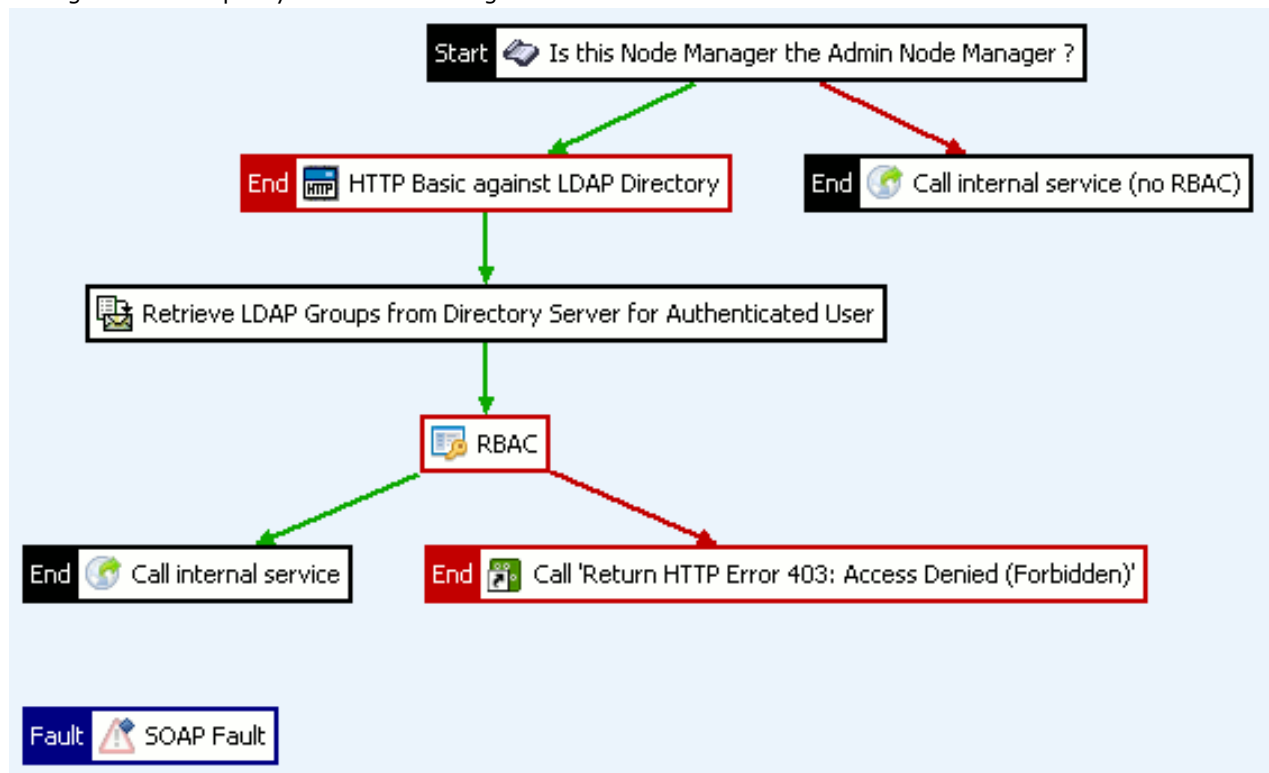 Start Is this Node Manager the Admin Node Manager ?
End HTTP HTTP Basic against LDAP Directory
End Call internal service (no RBAC)
Retrieve LDAP Groups from Directory Server for Authenticated User
RBAC
End Call internal service
End Call 'Return HTTP Error 403: Access Denied (Forbidden)'
Fault SOAP Fault